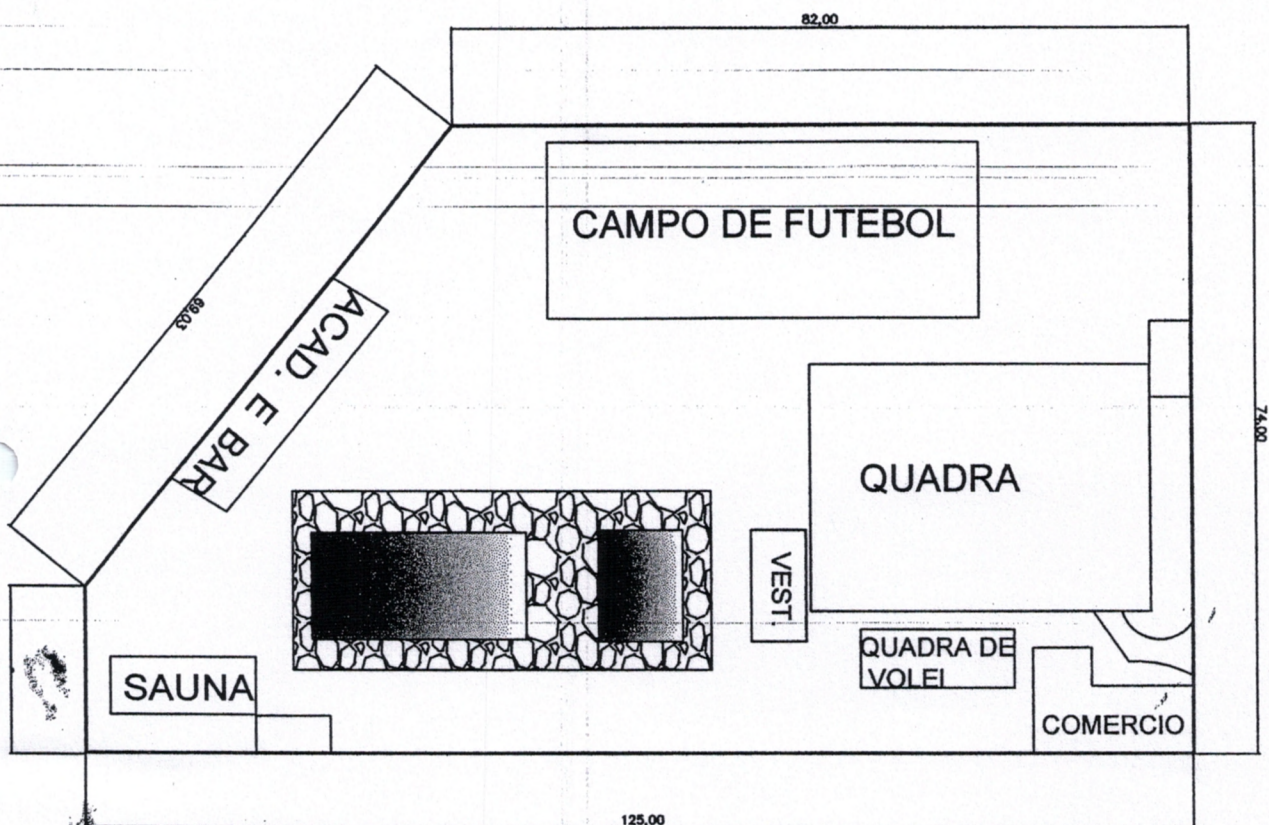 82,00
CAMPO DE FUTEBOL
69,03
ACAD. E BAR
74,00
QUADRA
VEST.
QUADRA DE
VOLEI
SAUNA
COMERCIO
125,00